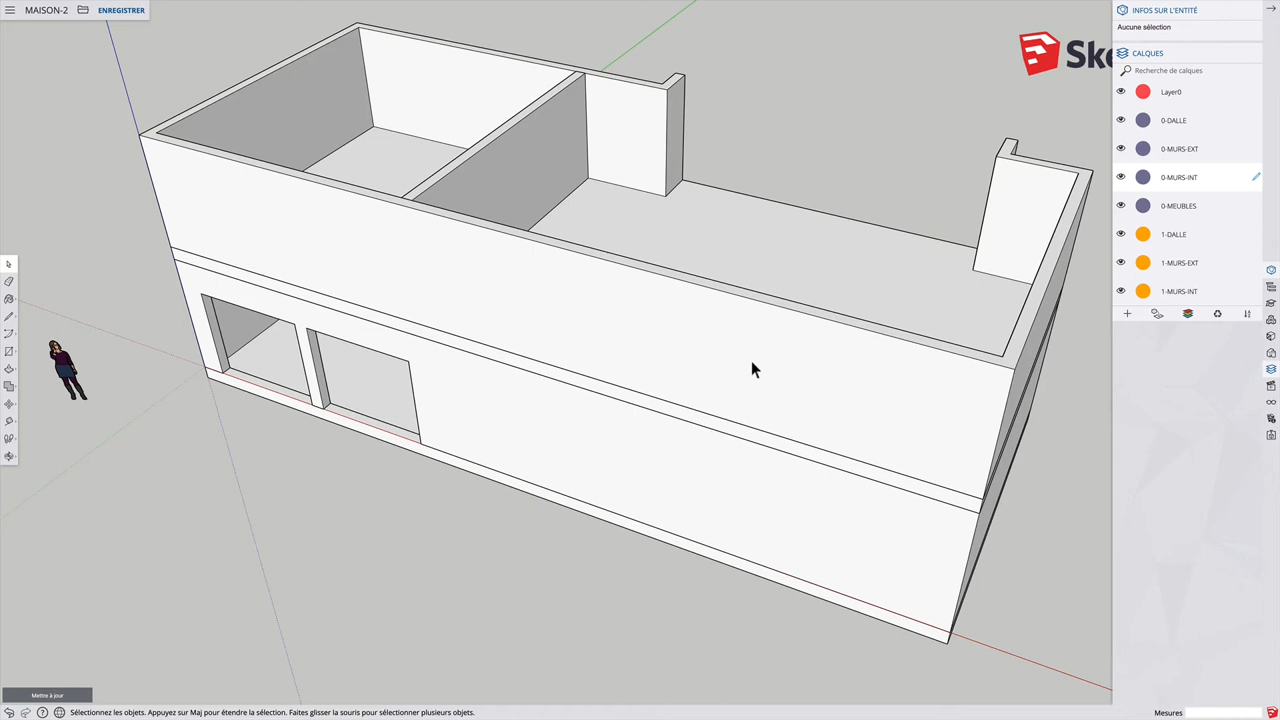 MAISON-2
ENREGISTRER
INFOS SUR L'ENTITÉ
Aucune sélection
CALQUES
Recherche de calques
Layer0
0-DALLE
0-MURS-EXT
0-MURS-INT
0-MEUBLES
1-DALLE
1-MURS-EXT
1-MURS-INT
Ske
Mettre à jour
Sélectionnez les objets. Appuyez sur Maj pour étendre la sélection. Faites glisser la souris pour sélectionner plusieurs objets.
Mesures